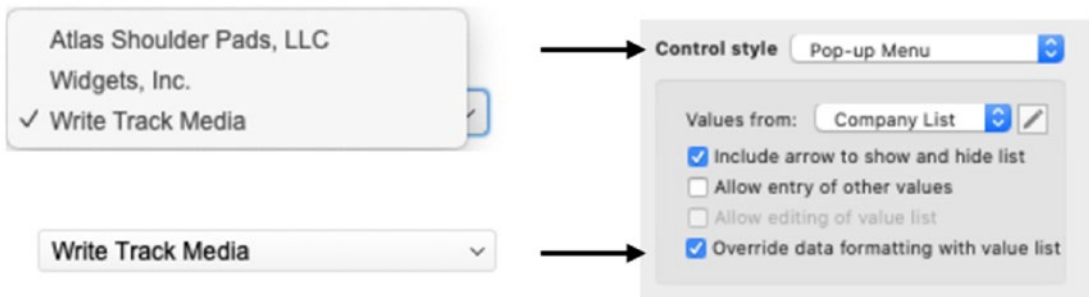 Atlas Shoulder Pads, LLC
Widgets, Inc.
✓ Write Track Media
Write Track Media
Control style Pop-up Menu
Values from: Company List
Include arrow to show and hide list
Allow entry of other values
Allow editing of value list
Override data formatting with value list